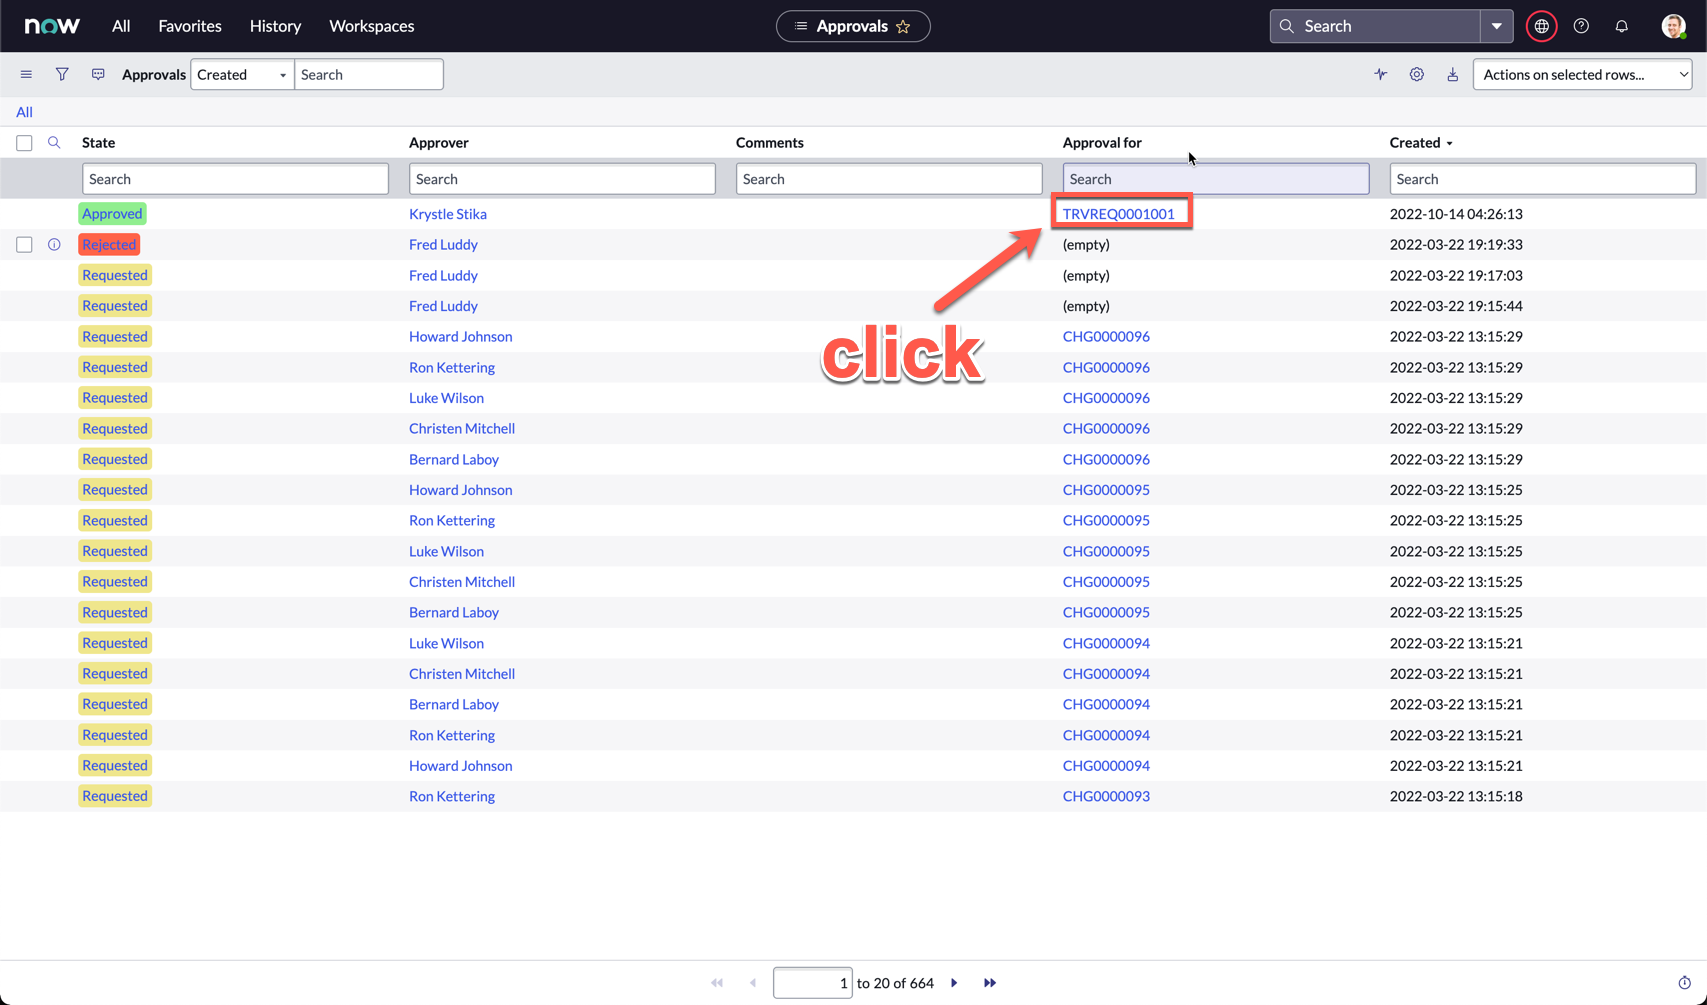 now All Favorites History Workspaces Approvals Search
Approvals Created Search Actions on selected rows...
All
State Approver Comments Approval for Created
Search Search Search Search Search
Approved Krystle Stika TRVREQ0001001 2022-10-14 04:26:13
Rejected Fred Luddy (empty) 2022-03-22 19:19:33
Requested Fred Luddy (empty) 2022-03-22 19:17:03
Requested Fred Luddy (empty) 2022-03-22 19:15:44
Requested Howard Johnson CHG0000096 2022-03-22 13:15:29
click
Requested Ron Kettering CHG0000096 2022-03-22 13:15:29
Requested Luke Wilson CHG0000096 2022-03-22 13:15:29
Requested Christen Mitchell CHG0000096 2022-03-22 13:15:29
Requested Bernard Laboy CHG0000096 2022-03-22 13:15:29
Requested Howard Johnson CHG0000095 2022-03-22 13:15:25
Requested Ron Kettering CHG0000095 2022-03-22 13:15:25
Requested Luke Wilson CHG0000095 2022-03-22 13:15:25
Requested Christen Mitchell CHG0000095 2022-03-22 13:15:25
Requested Bernard Laboy CHG0000095 2022-03-22 13:15:25
Requested Luke Wilson CHG0000094 2022-03-22 13:15:21
Requested Christen Mitchell CHG0000094 2022-03-22 13:15:21
Requested Bernard Laboy CHG0000094 2022-03-22 13:15:21
Requested Ron Kettering CHG0000094 2022-03-22 13:15:21
Requested Howard Johnson CHG0000094 2022-03-22 13:15:21
Requested Ron Kettering CHG0000093 2022-03-22 13:15:18
1 to 20 of 664